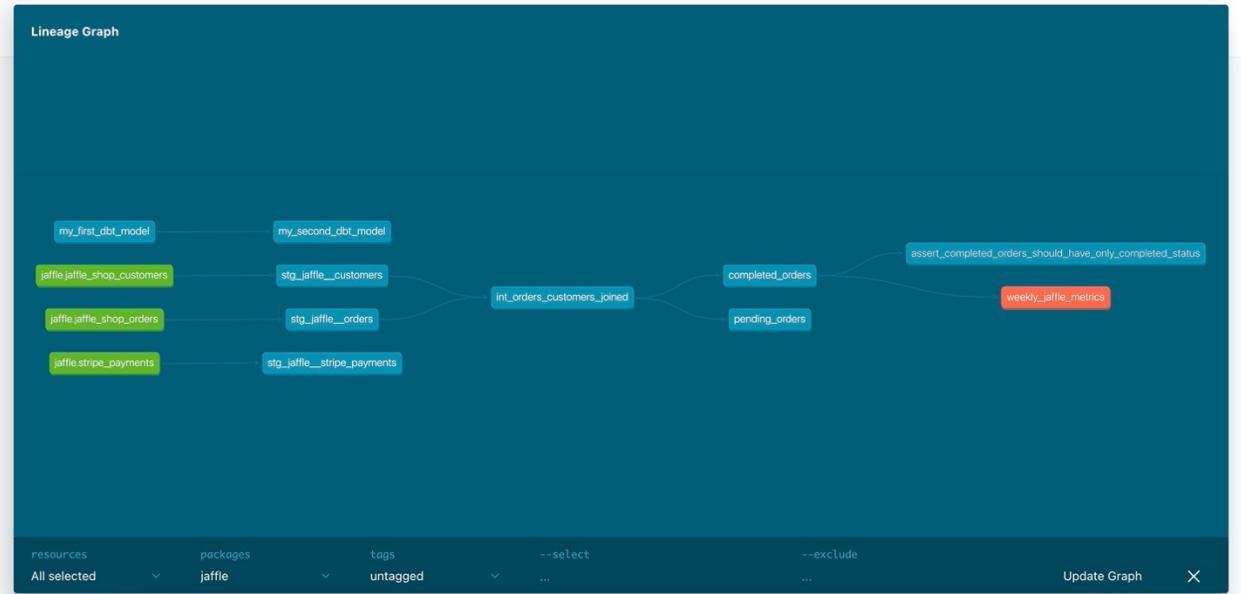 Lineage Graph
my_first_dbt_model
my_second_dbt_model
assert_completed_orders_should_have_only_completed_status
jaffle.jaffle_shop_customers
stg_jaffle__customers
completed_orders
int_orders_customers_joined
weekly_jaffle_metrics
jaffle.jaffle_shop_orders
stg_jaffle__orders
pending_orders
jaffle.stripe_payments
stg_jaffle__stripe_payments
resources packages tags --select --exclude
All selected jaffle untagged ... ... Update Graph